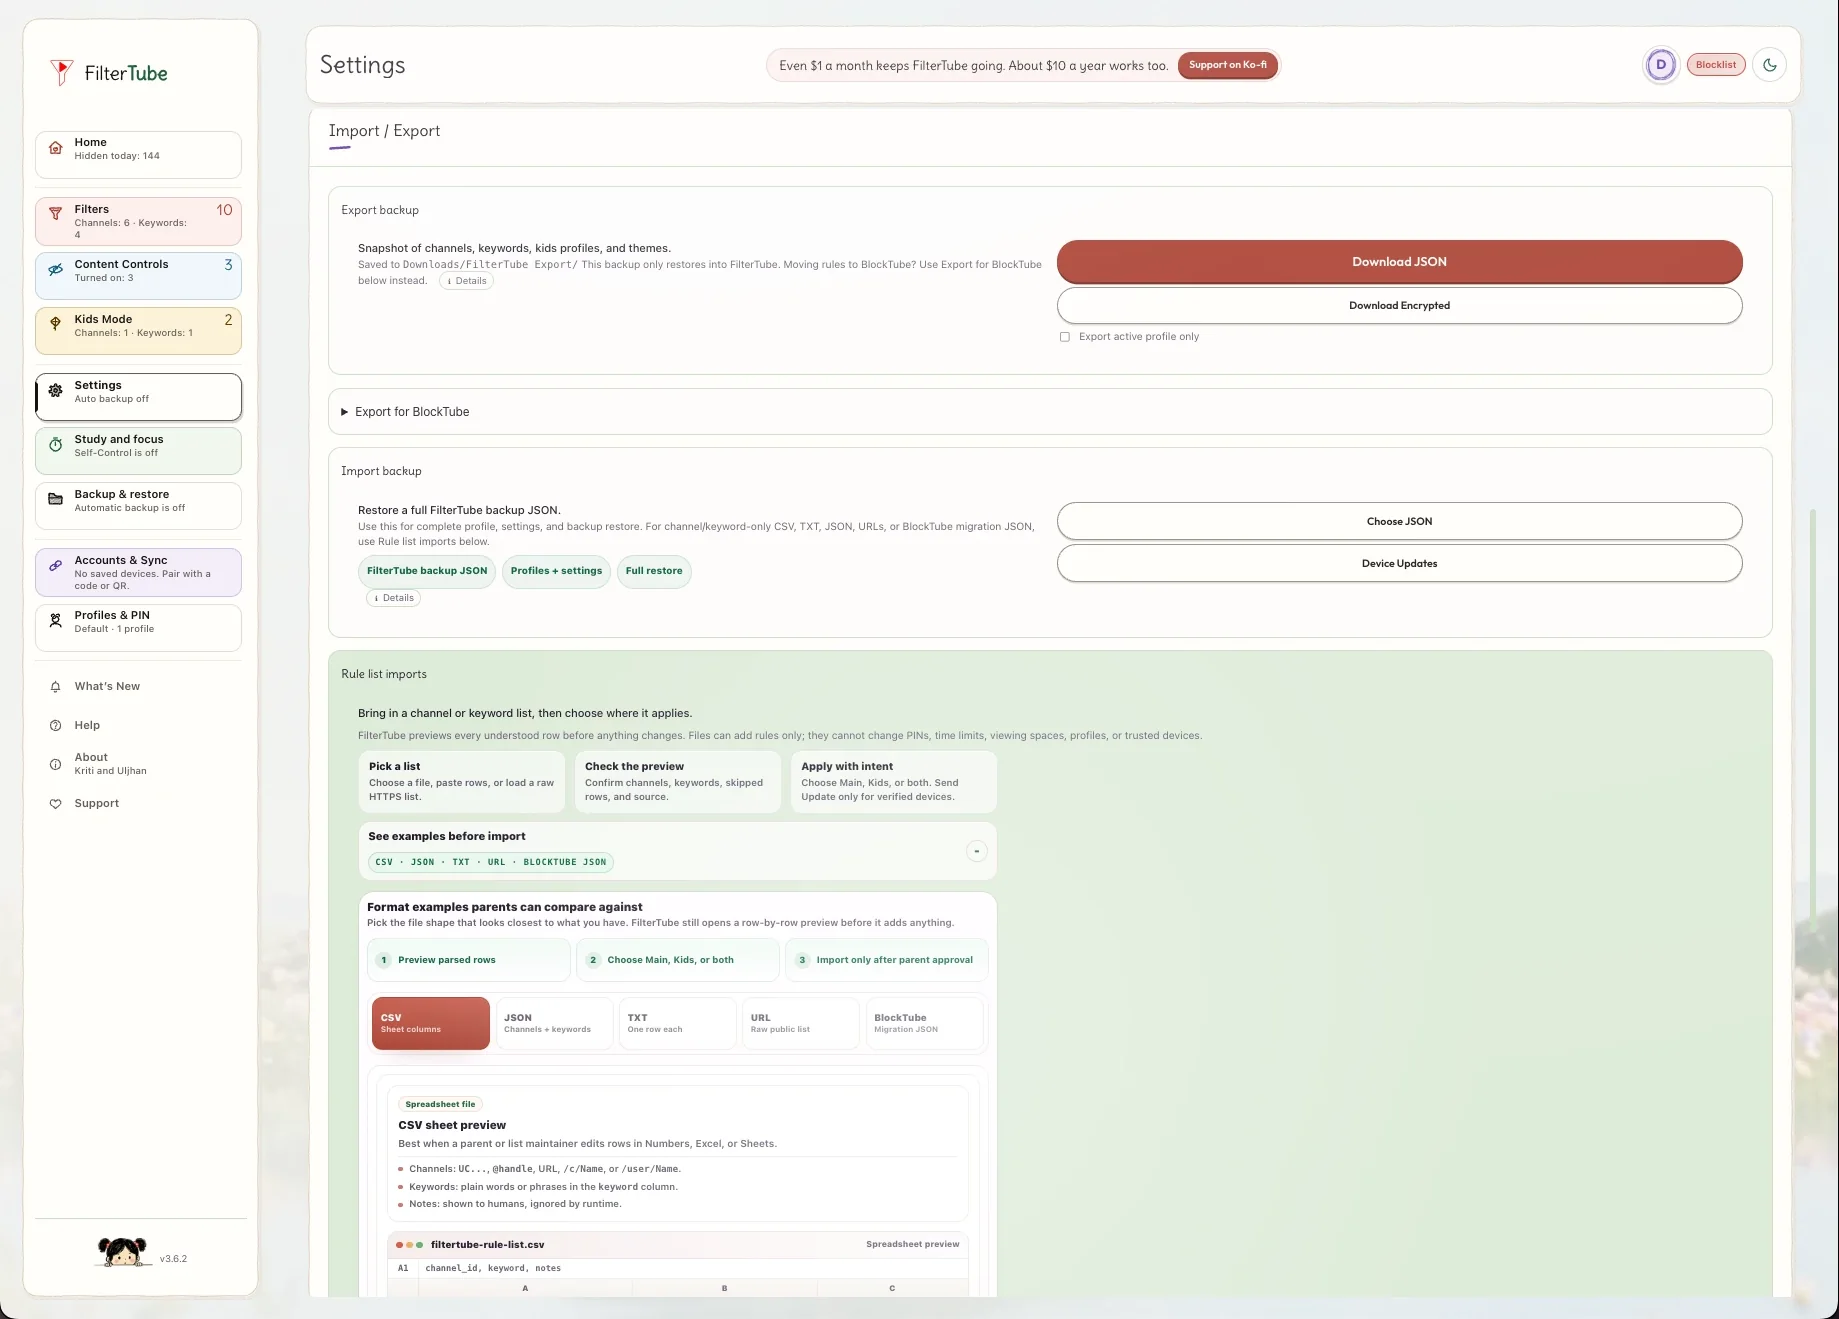 FilterTube
Home
Hidden today: 144
Filters
10
Channels: 6 · Keywords:
4
Content Controls
3
Turned on: 3
Kids Mode
2
Channels: 1 · Keywords: 1
Settings
Auto backup off
Study and focus
Self-Control is off
Backup & restore
Automatic backup is off
Accounts & Sync
No saved devices. Pair with a
code or QR.
Profiles & PIN
Default · 1 profile
What's New
Help
About
Kriti and Uljhan
Support
v3.6.2
Settings
Even $1 a month keeps FilterTube going. About $10 a year works too.
Support on Ko-fi
D
Blocklist
Import / Export
Export backup
Snapshot of channels, keywords, kids profiles, and themes.
Saved to Downloads/FilterTube Export/ This backup only restores into FilterTube. Moving rules to BlockTube? Use Export for BlockTube
below instead.
i Details
Download JSON
Download Encrypted
Export active profile only
Export for BlockTube
Import backup
Restore a full FilterTube backup JSON.
Use this for complete profile, settings, and backup restore. For channel/keyword-only CSV, TXT, JSON, URLs, or BlockTube migration JSON,
use Rule list imports below.
FilterTube backup JSON
Profiles + settings
Full restore
i Details
Choose JSON
Device Updates
Rule list imports
Bring in a channel or keyword list, then choose where it applies.
FilterTube previews every understood row before anything changes. Files can add rules only; they cannot change PINs, time limits, viewing spaces, profiles, or trusted devices.
Pick a list
Choose a file, paste rows, or load a raw
HTTPS list.
Check the preview
Confirm channels, keywords, skipped
rows, and source.
Apply with intent
Choose Main, Kids, or both. Send
Update only for verified devices.
See examples before import
CSV · JSON · TXT · URL · BLOCKTUBE JSON
-
Format examples parents can compare against
Pick the file shape that looks closest to what you have. FilterTube still opens a row-by-row preview before it adds anything.
1 Preview parsed rows
2 Choose Main, Kids, or both
3 Import only after parent approval
CSV
Sheet columns
JSON
Channels + keywords
TXT
One row each
URL
Raw public list
BlockTube
Migration JSON
Spreadsheet file
CSV sheet preview
Best when a parent or list maintainer edits rows in Numbers, Excel, or Sheets.
Channels: UC..., @handle, URL, /c/Name, or /user/Name.
Keywords: plain words or phrases in the keyword column.
Notes: shown to humans, ignored by runtime.
filtertube-rule-list.csv
Spreadsheet preview
A1 channel_id, keyword, notes
A B C